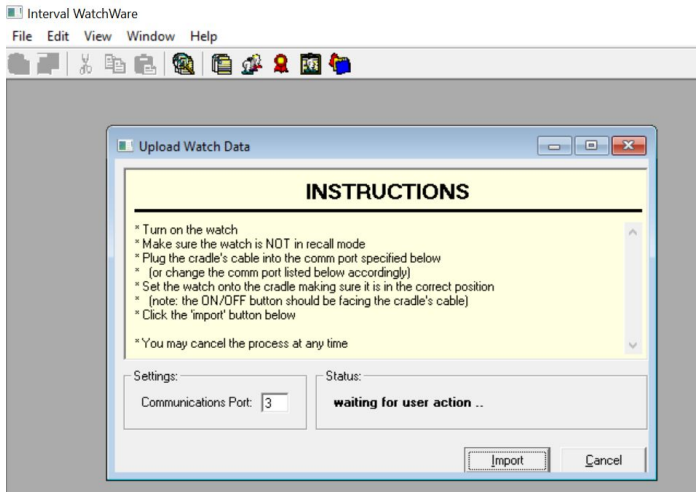 Interval WatchWare
File Edit View Window Help
Upload Watch Data
INSTRUCTIONS
* Turn on the watch
* Make sure the watch is NOT in recall mode
* Plug the cradle's cable into the comm port specified below
* (or change the comm port listed below accordingly)
* Set the watch onto the cradle making sure it is in the correct position
* (note: the ON/OFF button should be facing the cradle's cable)
* Click the 'import' button below
* You may cancel the process at any time
Settings:
Communications Port: 3
Status:
waiting for user action ..
Import Cancel